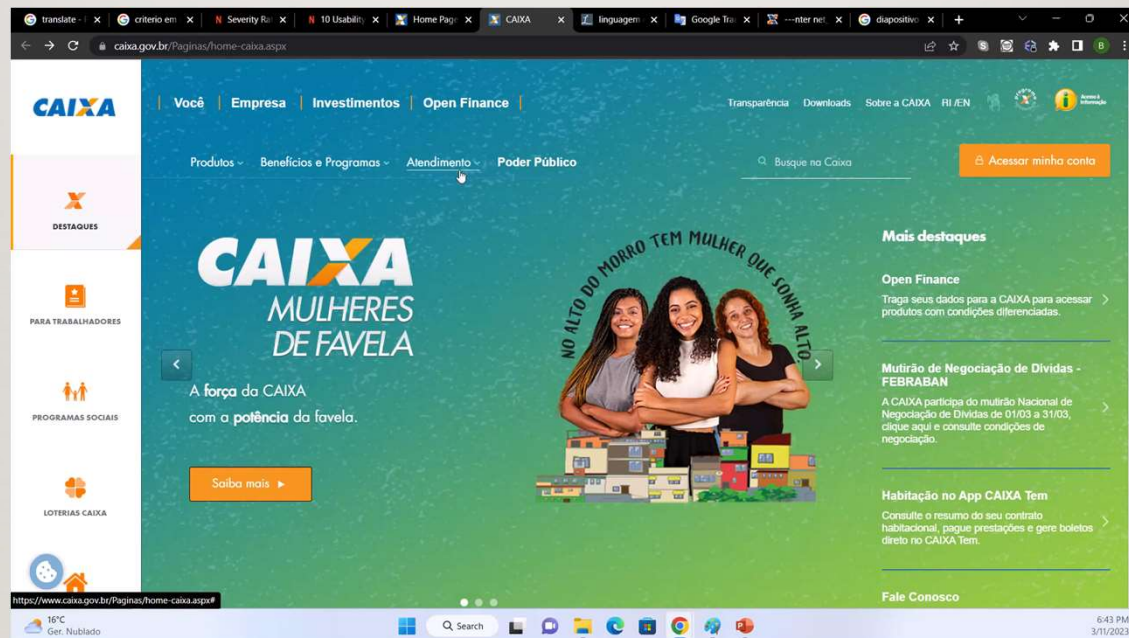 translate - 
criterio em
Severity Ra
10 Usability
Home Page
CAIXA
linguagem
Google Tra
---nter net
diapositivo
caixa.gov.br/Paginas/home-caixa.aspx
B
CAIXA
Você | Empresa | Investimentos | Open Finance |
Transparência Downloads Sobre a CAIXA RI /EN
Acesso à
Informação
Produtos Benefícios e Programas Atendimento Poder Público
Busque na Caixa
Acessar minha conta
DESTAQUES
PARA TRABALHADORES
PROGRAMAS SOCIAIS
LOTERIAS CAIXA
CAIXA
MULHERES
DE FAVELA
A força da CAIXA
com a potência da favela.
Saiba mais
NO ALTO DO MORRO TEM MULHER QUE SONHA ALTO.
Mais destaques
Open Finance
Traga seus dados para a CAIXA para acessar
produtos com condições diferenciadas.
Mutirão de Negociação de Dívidas -
FEBRABAN
A CAIXA participa do mutirão Nacional de
Negociação de Dívidas de 01/03 a 31/03,
clique aqui e consulte condições de
negociação.
Habitação no App CAIXA Tem
Consulte o resumo do seu contrato
habitacional, pague prestações e gere boletos
direto no CAIXA Tem.
Fale Conosco
https://www.caixa.gov.br/Paginas/home-caixa.aspx#
16°C
Ger. Nublado
Search
6:43 PM
3/11/2023